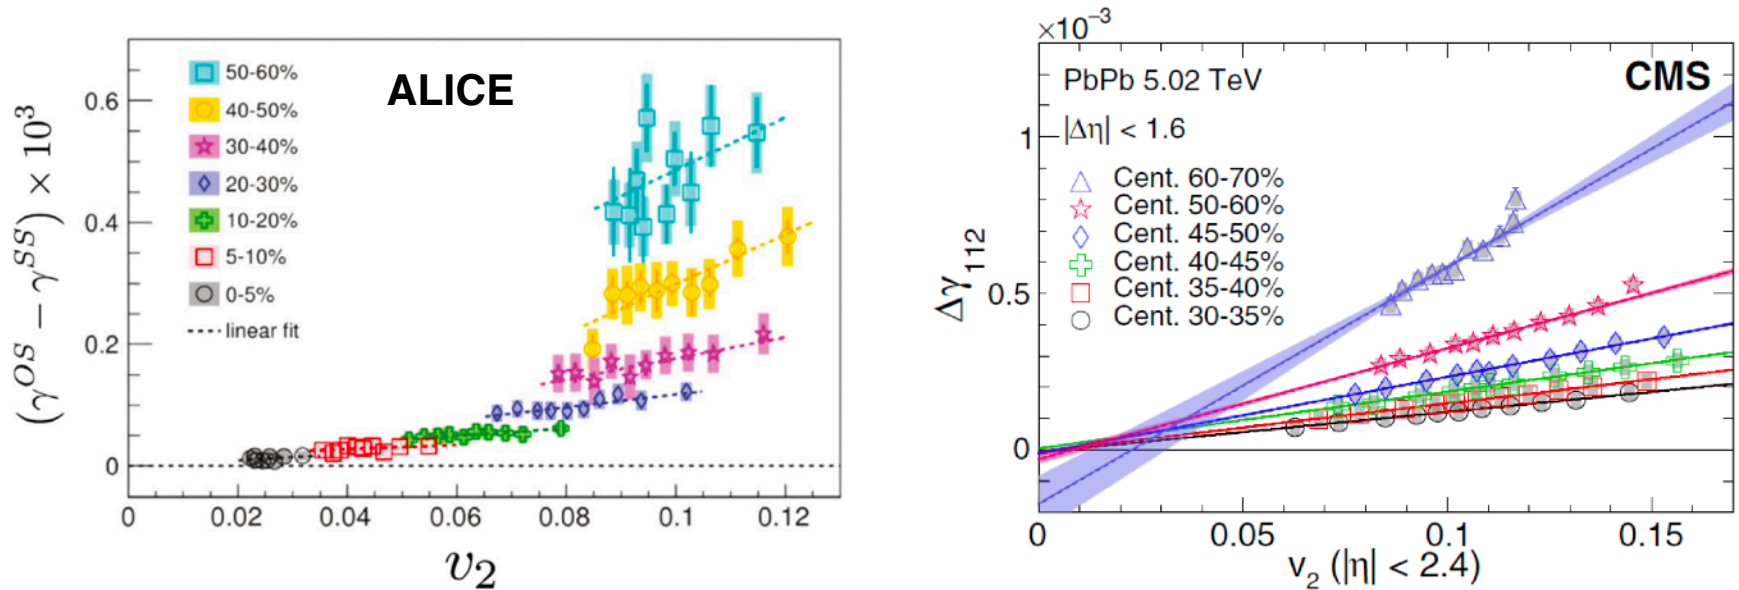 ALICE
50-60%
40-50%
30-40%
20-30%
10-20%
5-10%
0-5%
linear fit
(γ^OS − γ^SS) × 10³
0.6
0.4
0.2
0
0 0.02 0.04 0.06 0.08 0.1 0.12
v₂
×10⁻³
PbPb 5.02 TeV
CMS
|Δη| < 1.6
Cent. 60-70%
Cent. 50-60%
Cent. 45-50%
Cent. 40-45%
Cent. 35-40%
Cent. 30-35%
Δγ₁₁₂
1
0.5
0
0 0.05 0.1 0.15
v₂ (|η| < 2.4)